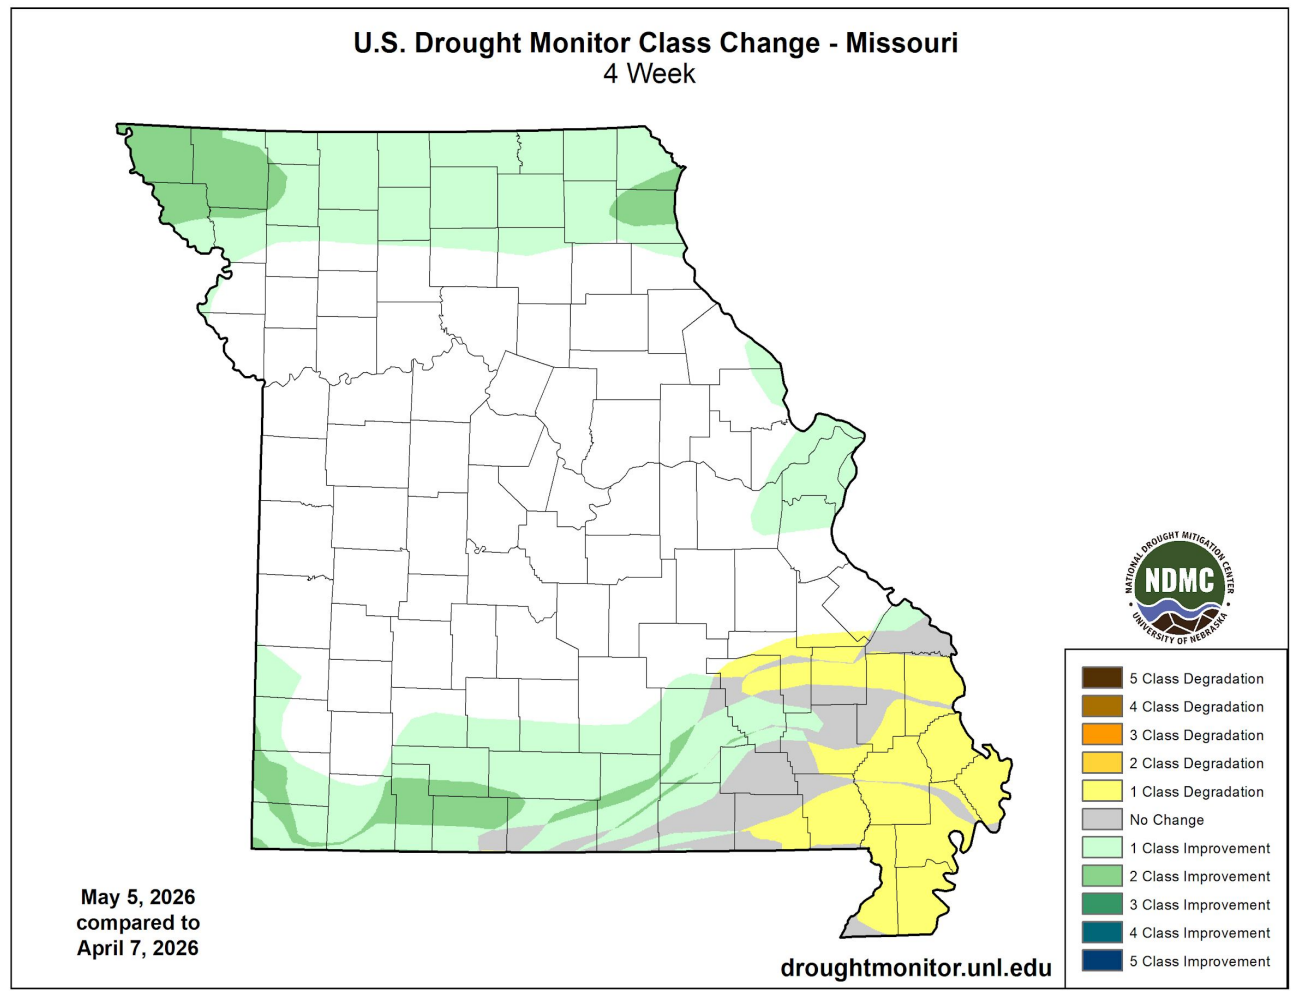 U.S. Drought Monitor Class Change - Missouri
4 Week
NATIONAL DROUGHT MITIGATION CENTER
NDMC
UNIVERSITY OF NEBRASKA
5 Class Degradation
4 Class Degradation
3 Class Degradation
2 Class Degradation
1 Class Degradation
No Change
1 Class Improvement
2 Class Improvement
3 Class Improvement
4 Class Improvement
5 Class Improvement
May 5, 2026
compared to
April 7, 2026
droughtmonitor.unl.edu